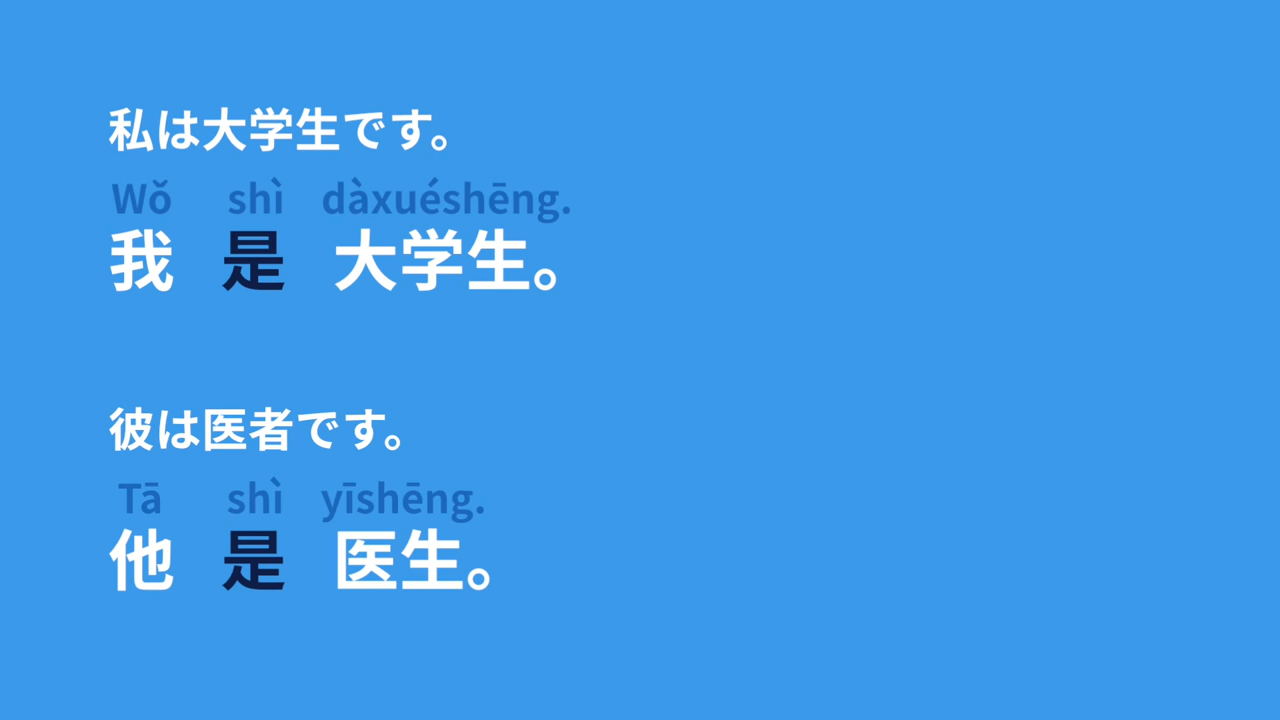 私は大学生です。
Wǒ shì dàxuéshēng.
我 是 大学生。
彼は医者です。
Tā shì yīshēng.
他 是 医生。